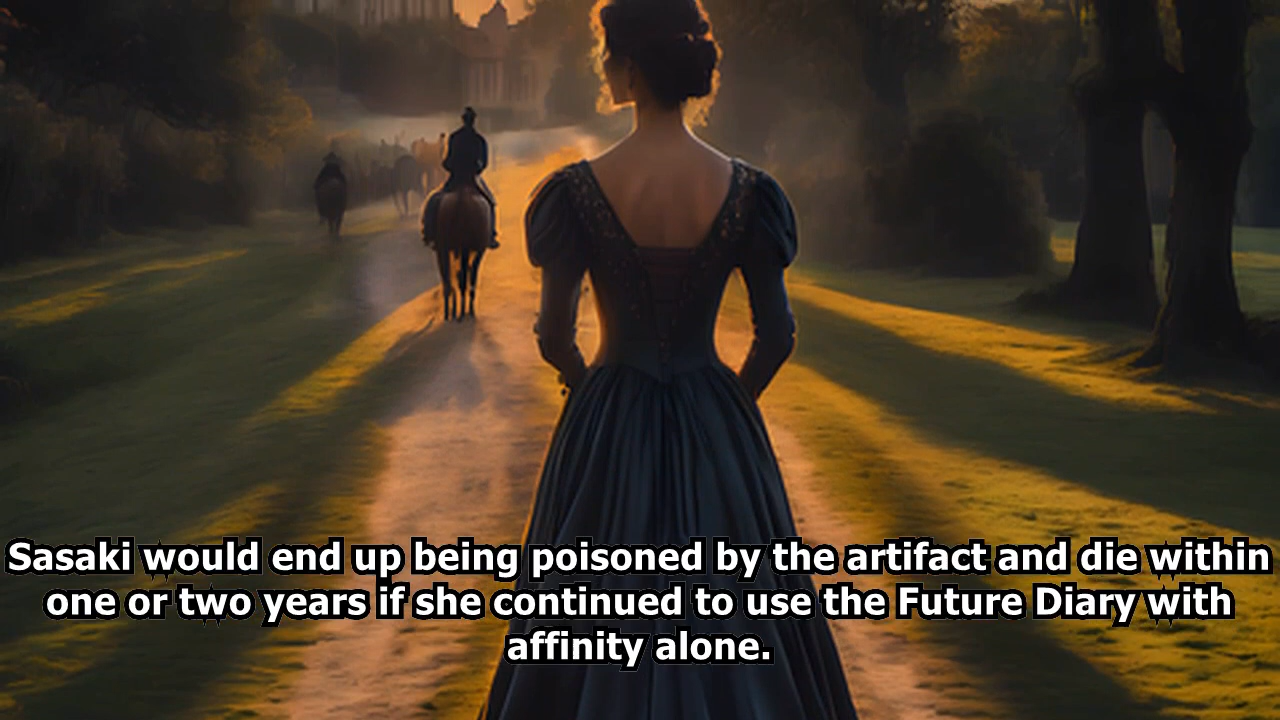 Sasaki would end up being poisoned by the artifact and die within
one or two years if she continued to use the Future Diary with
affinity alone.